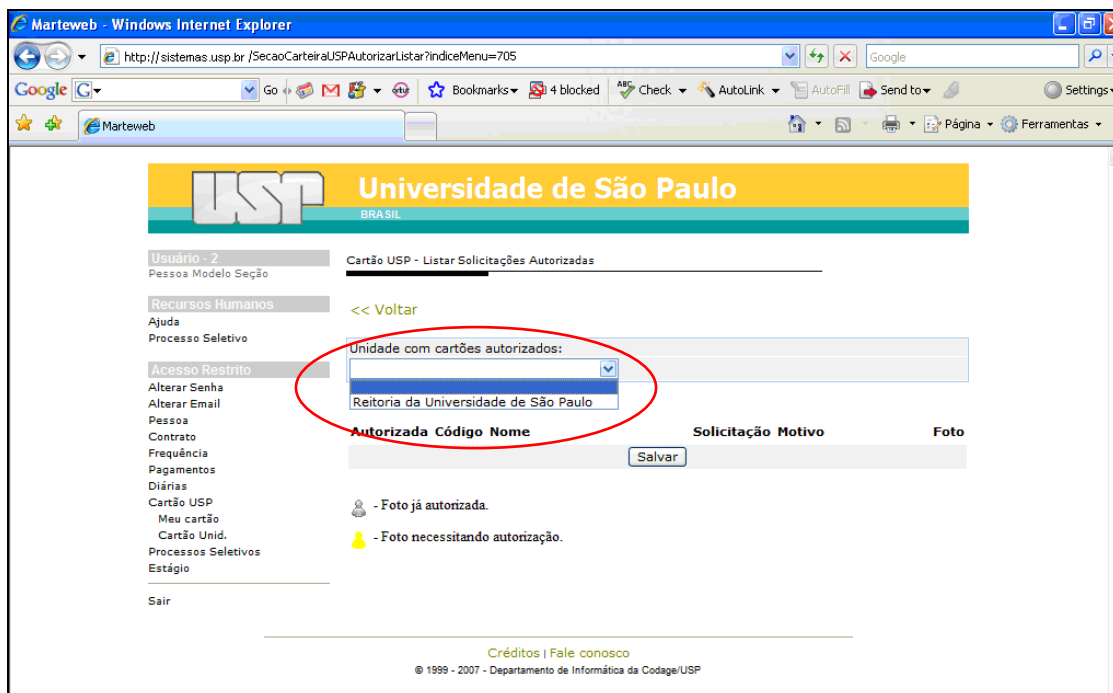 Marteweb - Windows Internet Explorer
http://sistemas.usp.br /SecaoCarteiraUSPAutorizarListar?indiceMenu=705
Google
Google G Go Bookmarks 4 blocked ABC Check AutoLink AutoFill Send to Settings
Marteweb Página Ferramentas
USP
Universidade de São Paulo
BRASIL
Usuário - 2
Pessoa Modelo Seção
Recursos Humanos
Ajuda
Processo Seletivo
Acesso Restrito
Alterar Senha
Alterar Email
Pessoa
Contrato
Frequência
Pagamentos
Diárias
Cartão USP
Meu cartão
Cartão Unid.
Processos Seletivos
Estágio
Sair
Cartão USP - Listar Solicitações Autorizadas
<< Voltar
Unidade com cartões autorizados:
Reitoria da Universidade de São Paulo
Autorizada Código Nome Solicitação Motivo Foto
Salvar
- Foto já autorizada.
- Foto necessitando autorização.
Créditos | Fale conosco
© 1999 - 2007 - Departamento de Informática da Codage/USP